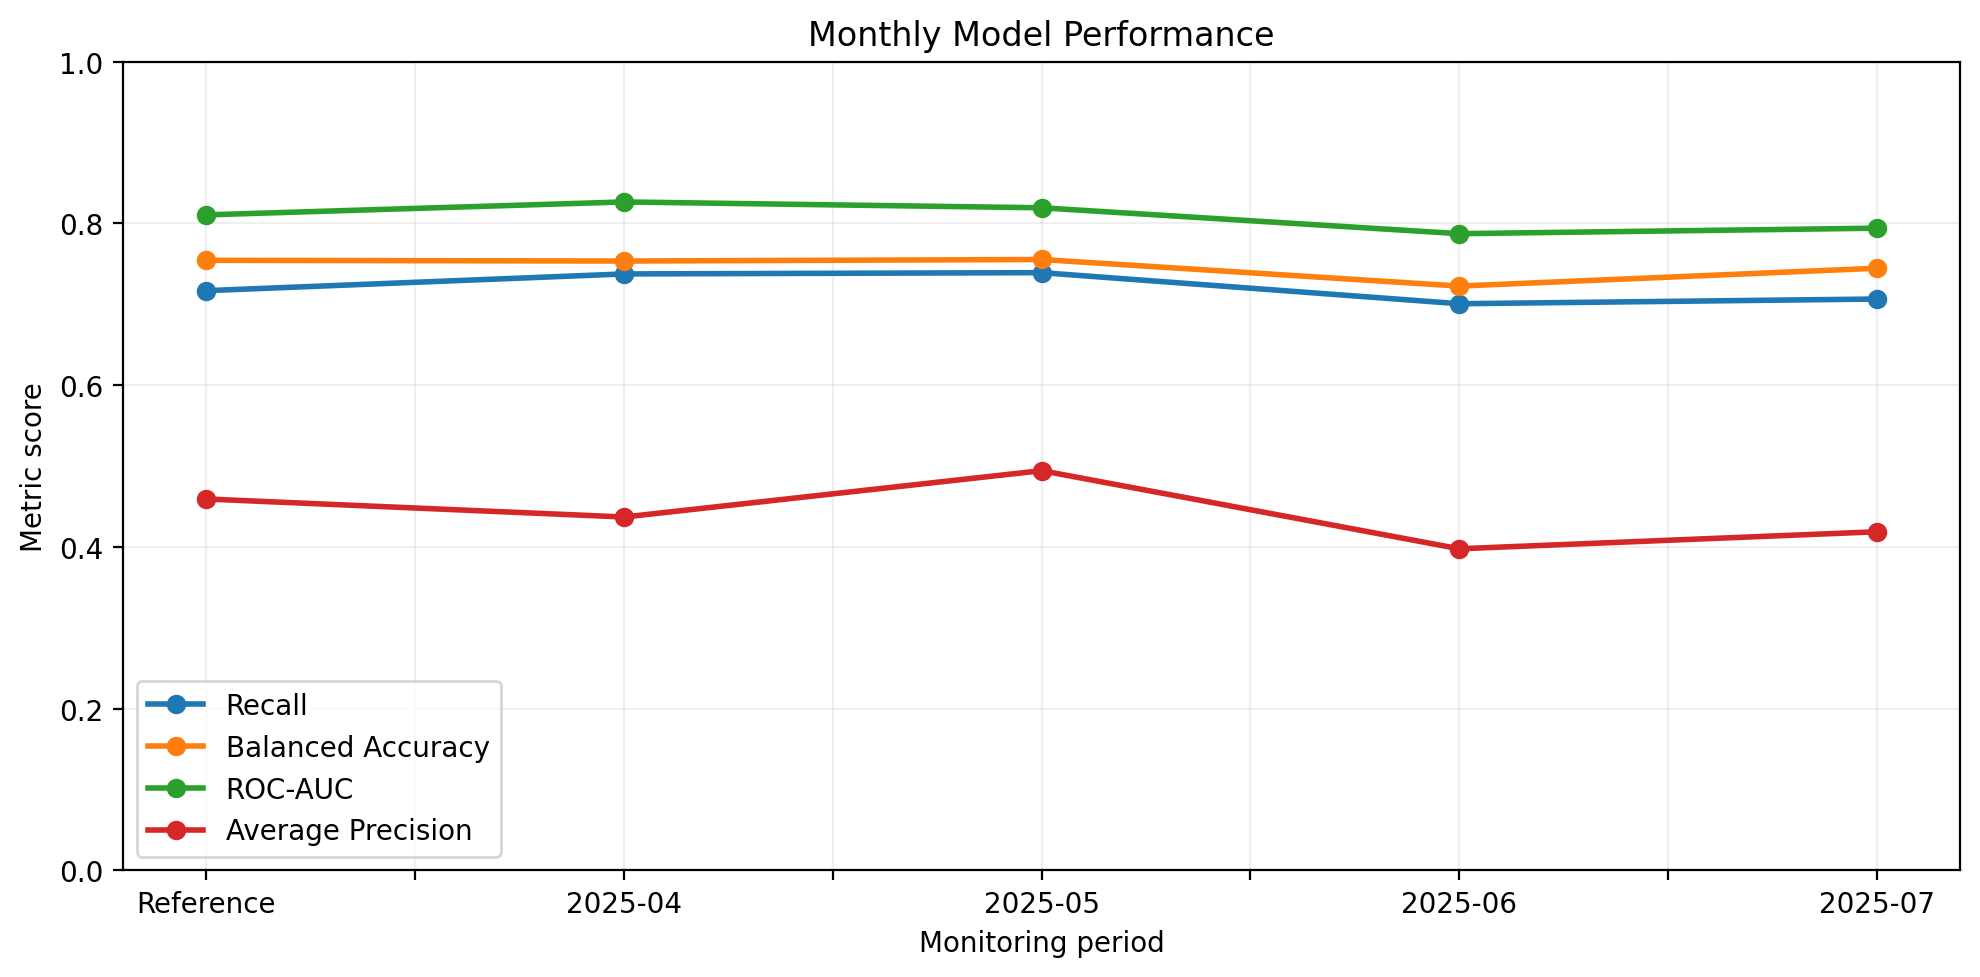 Monthly Model Performance
1.0
0.8
0.6
0.4
0.2
0.0
Metric score
Recall
Balanced Accuracy
ROC-AUC
Average Precision
Reference 2025-04 2025-05 2025-06 2025-07
Monitoring period